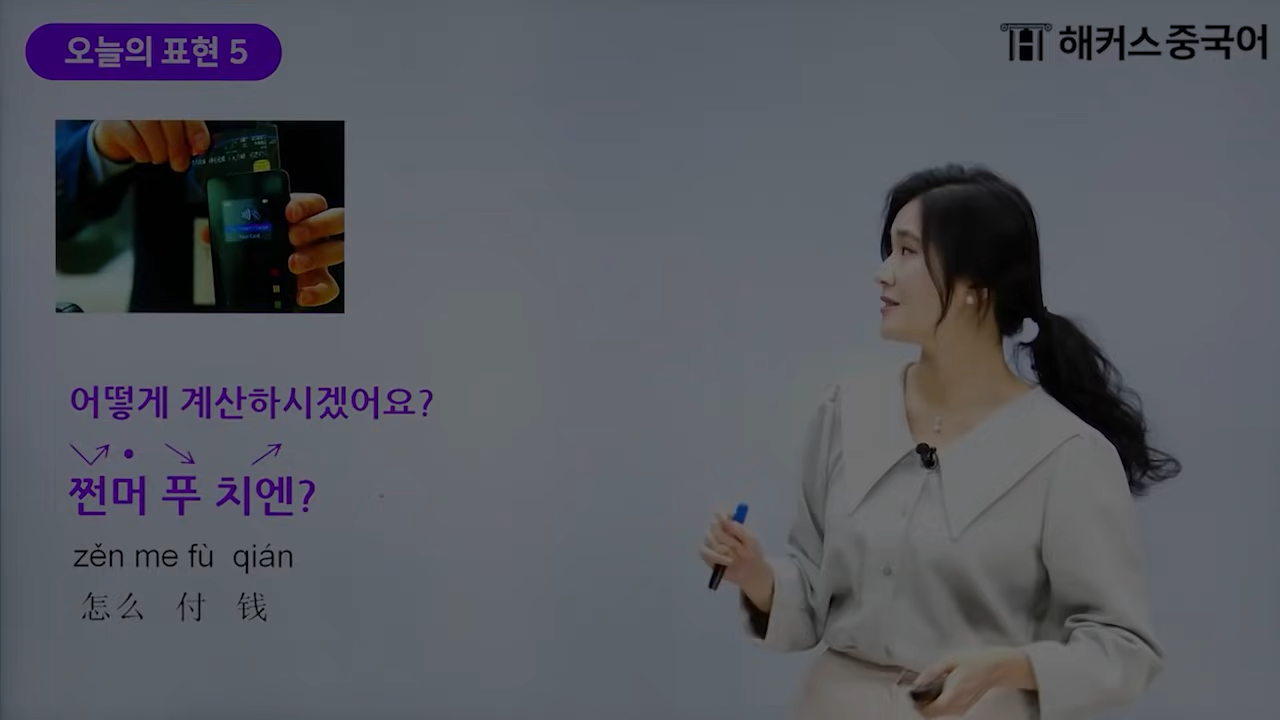 오늘의 표현 5
해커스중국어
어떻게 계산하시겠어요?
쩐머 푸 치엔?
zěn me fù qián
怎么 付 钱